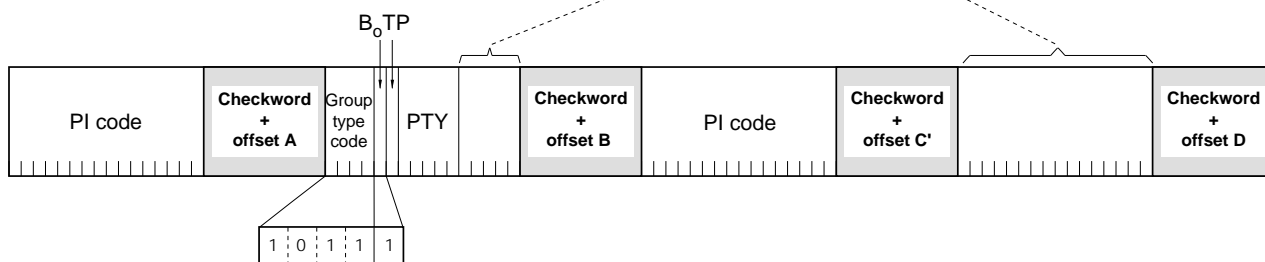 BoTP
PI code
Checkword
+
offset A
Group
type
code
PTY
Checkword
+
offset B
PI code
Checkword
+
offset C'
Checkword
+
offset D
1 0 1 1 1